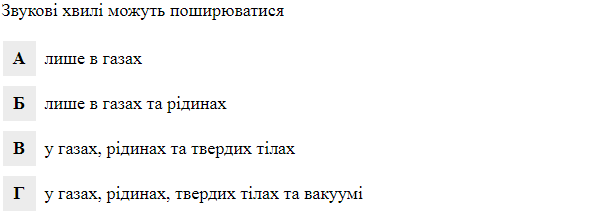 Звукові хвилі можуть поширюватися
А лише в газах
Б лише в газах та рідинах
В у газах, рідинах та твердих тілах
Г у газах, рідинах, твердих тілах та вакуумі